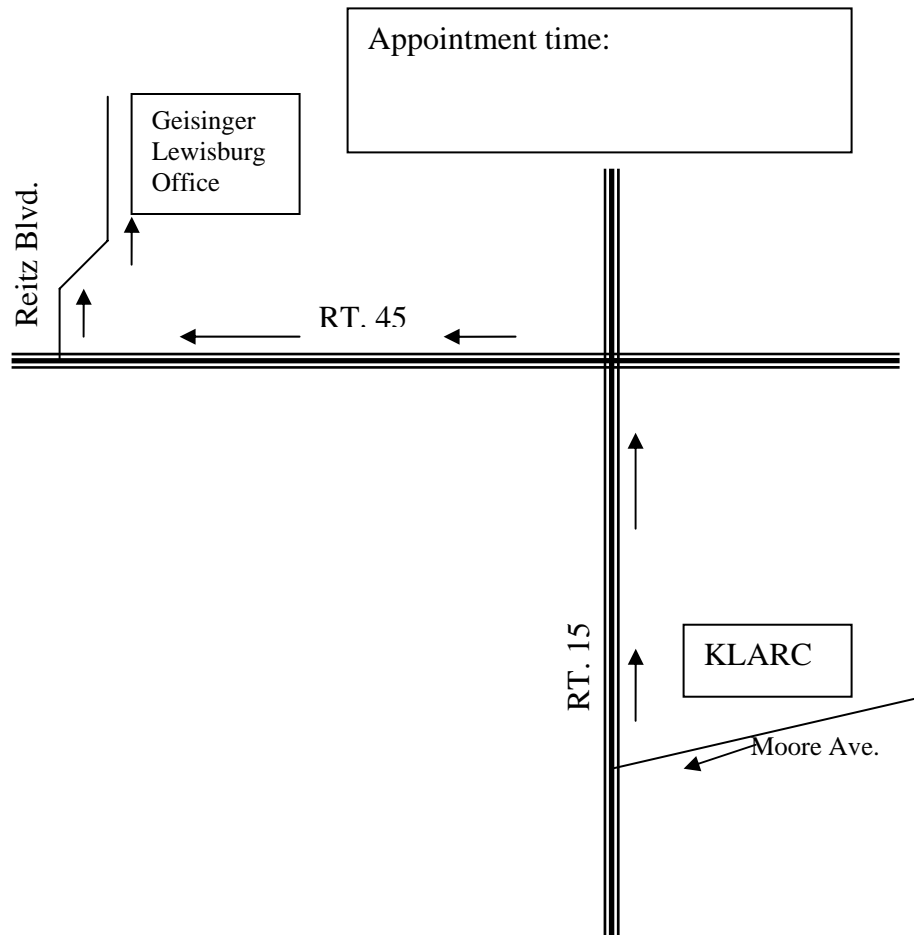 Appointment time:
Geisinger
Lewisburg
Office
Reitz Blvd.
RT. 45
RT. 15
KLARC
Moore Ave.